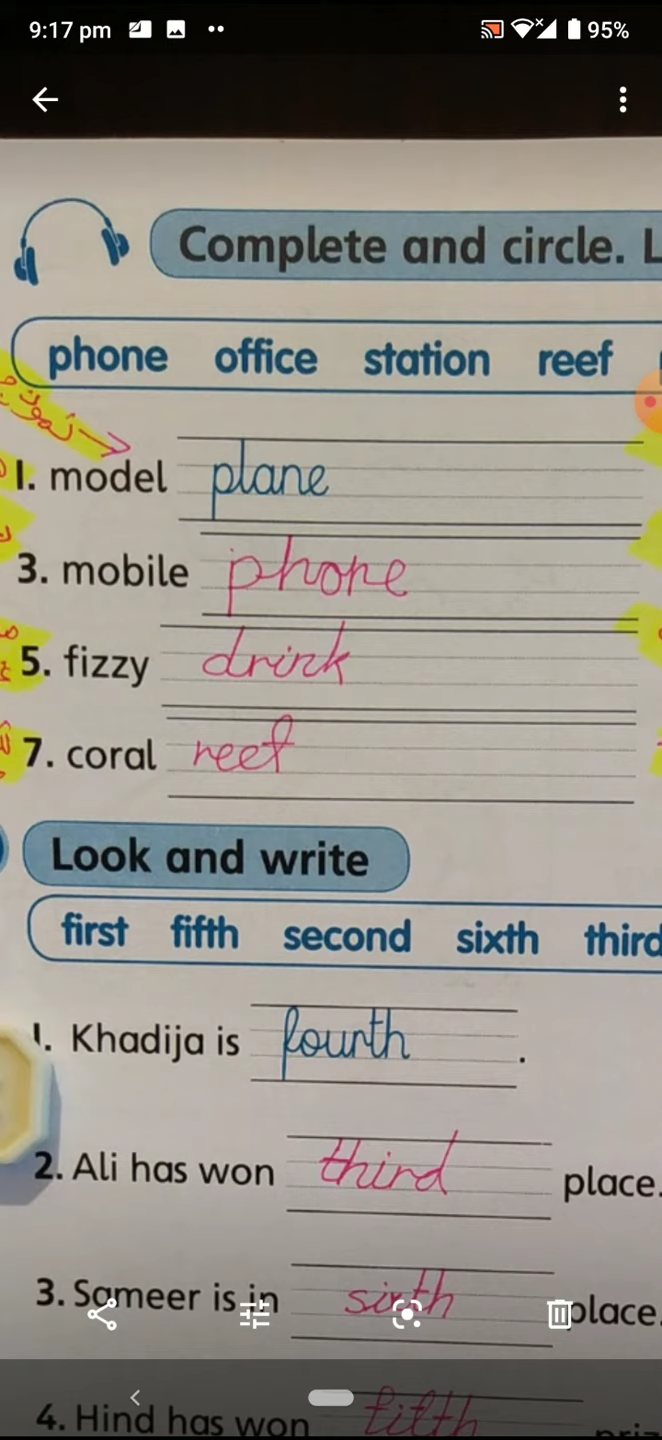 9:17 pm 95%
Complete and circle. L
phone office station reef
نموذج
1. model plane
3. mobile phone
5. fizzy drink
7. coral reef
Look and write
first fifth second sixth third
1. Khadija is fourth.
2. Ali has won third place.
3. Sameer is in sixth place.
4. Hind has won fifth